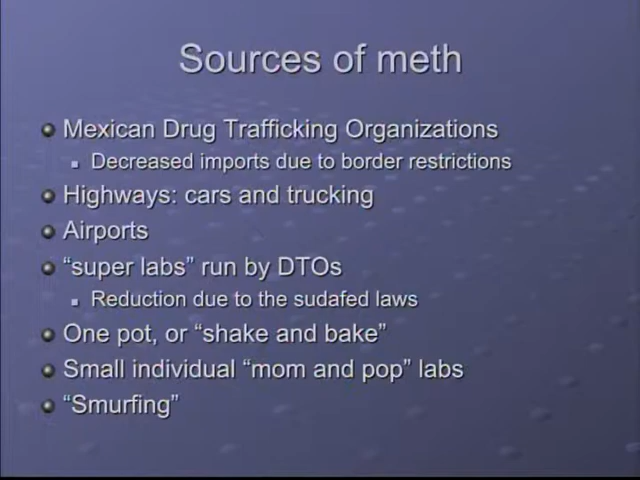 Sources of meth
Mexican Drug Trafficking Organizations
Decreased imports due to border restrictions
Highways: cars and trucking
Airports
“super labs” run by DTOs
Reduction due to the sudafed laws
One pot, or “shake and bake”
Small individual “mom and pop” labs
“Smurfing”